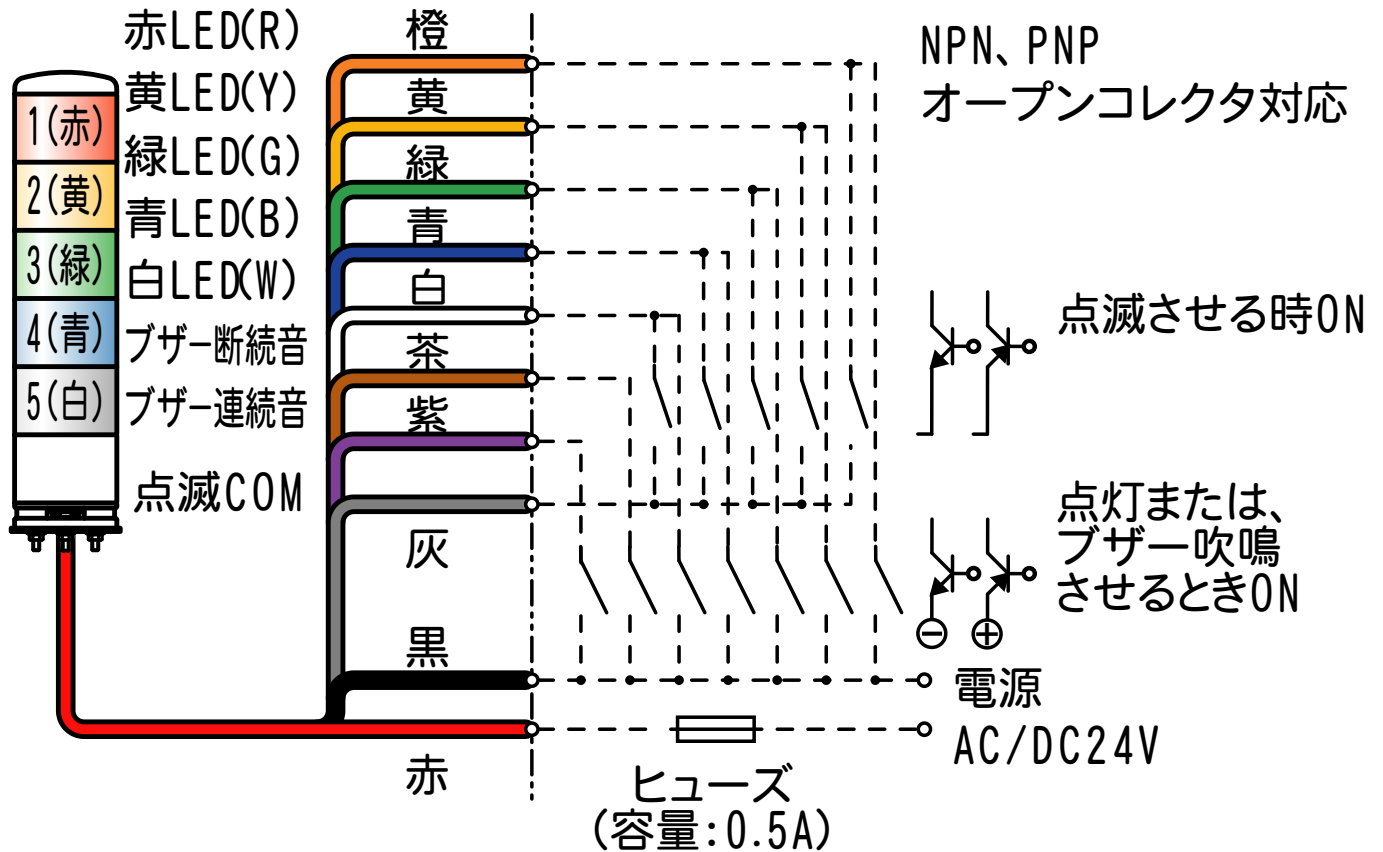 赤LED(R)
黄LED(Y)
緑LED(G)
青LED(B)
白LED(W)
ブザー断続音
ブザー連続音
点滅COM
1(赤)
2(黄)
3(緑)
4(青)
5(白)
橙
黄
緑
青
白
茶
紫
灰
黒
赤
NPN、PNP
オープンコレクタ対応
点滅させる時ON
点灯または、
ブザー吹鳴
させるときON
電源
AC/DC24V
ヒューズ
(容量:0.5A)